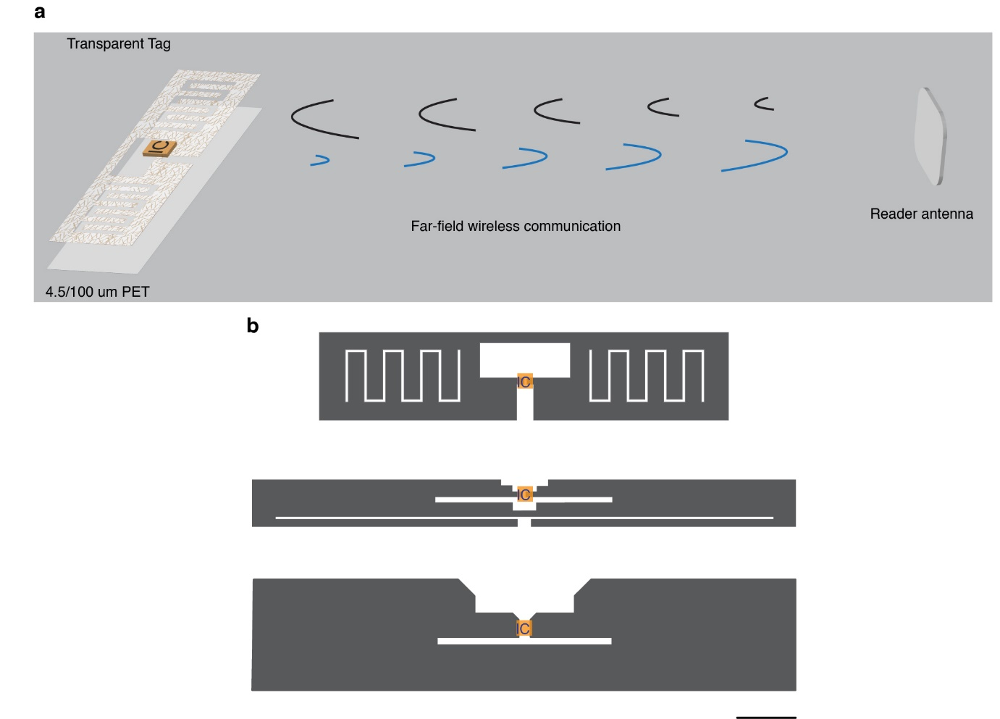 a
Transparent Tag
IC
Far-field wireless communication
Reader antenna
4.5/100 um PET
b
IC
IC
IC